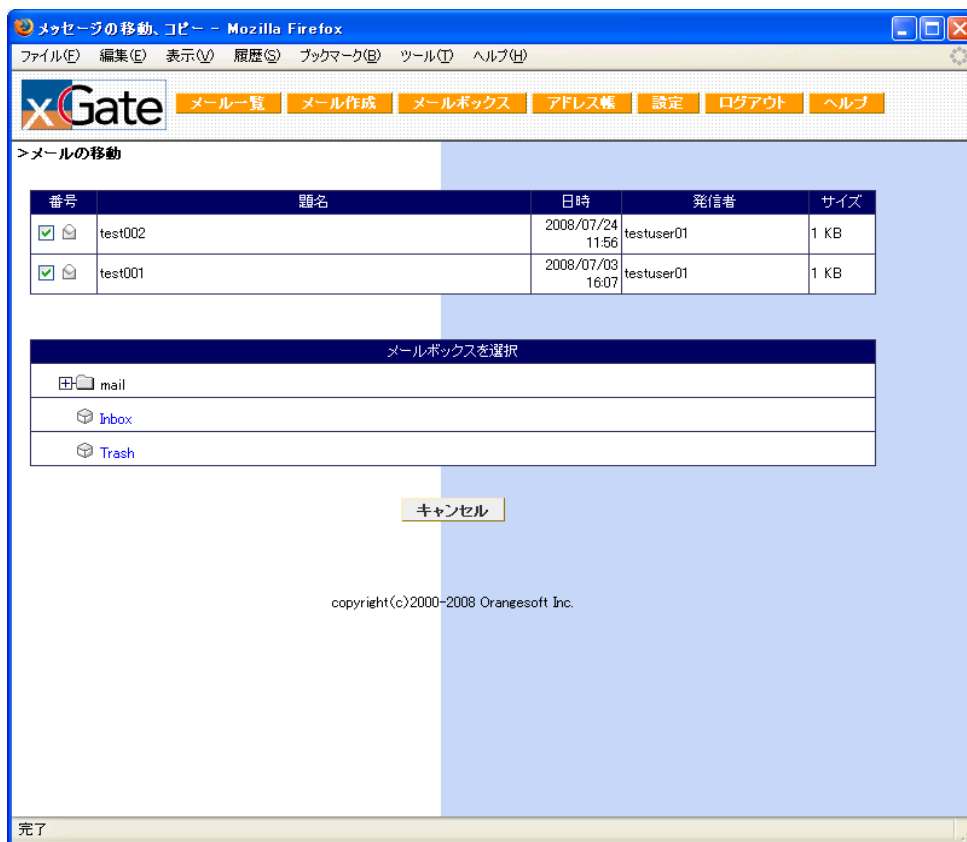 メッセージの移動、コピー - Mozilla Firefox
ファイル(F) 編集(E) 表示(V) 履歴(S) ブックマーク(B) ツール(T) ヘルプ(H)
xGate メール一覧 メール作成 メールボックス アドレス帳 設定 ログアウト ヘルプ
>メールの移動
番号 題名 日時 発信者 サイズ
test002 2008/07/24 11:56 testuser01 1 KB
test001 2008/07/03 16:07 testuser01 1 KB
メールボックスを選択
mail
Inbox
Trash
キャンセル
copyright(c)2000-2008 Orangesoft Inc.
完了